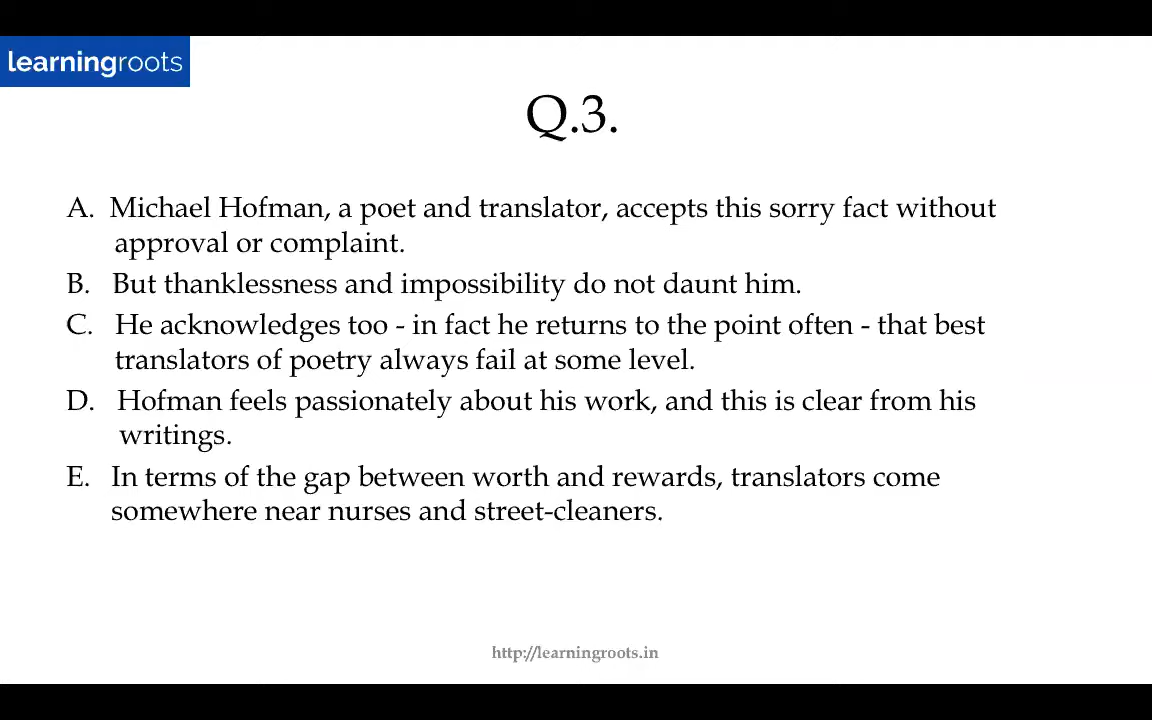 learningroots
Q.3.
A. Michael Hofman, a poet and translator, accepts this sorry fact without
approval or complaint.
B. But thanklessness and impossibility do not daunt him.
C. He acknowledges too - in fact he returns to the point often - that best
translators of poetry always fail at some level.
D. Hofman feels passionately about his work, and this is clear from his
writings.
E. In terms of the gap between worth and rewards, translators come
somewhere near nurses and street-cleaners.
http://learningroots.in